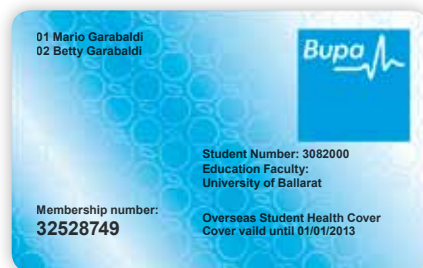 01 Mario Garabaldi
02 Betty Garabaldi
Bupa
Student Number: 3082000
Education Faculty:
University of Ballarat
Membership number:
32528749
Overseas Student Health Cover
Cover vaild until 01/01/2013